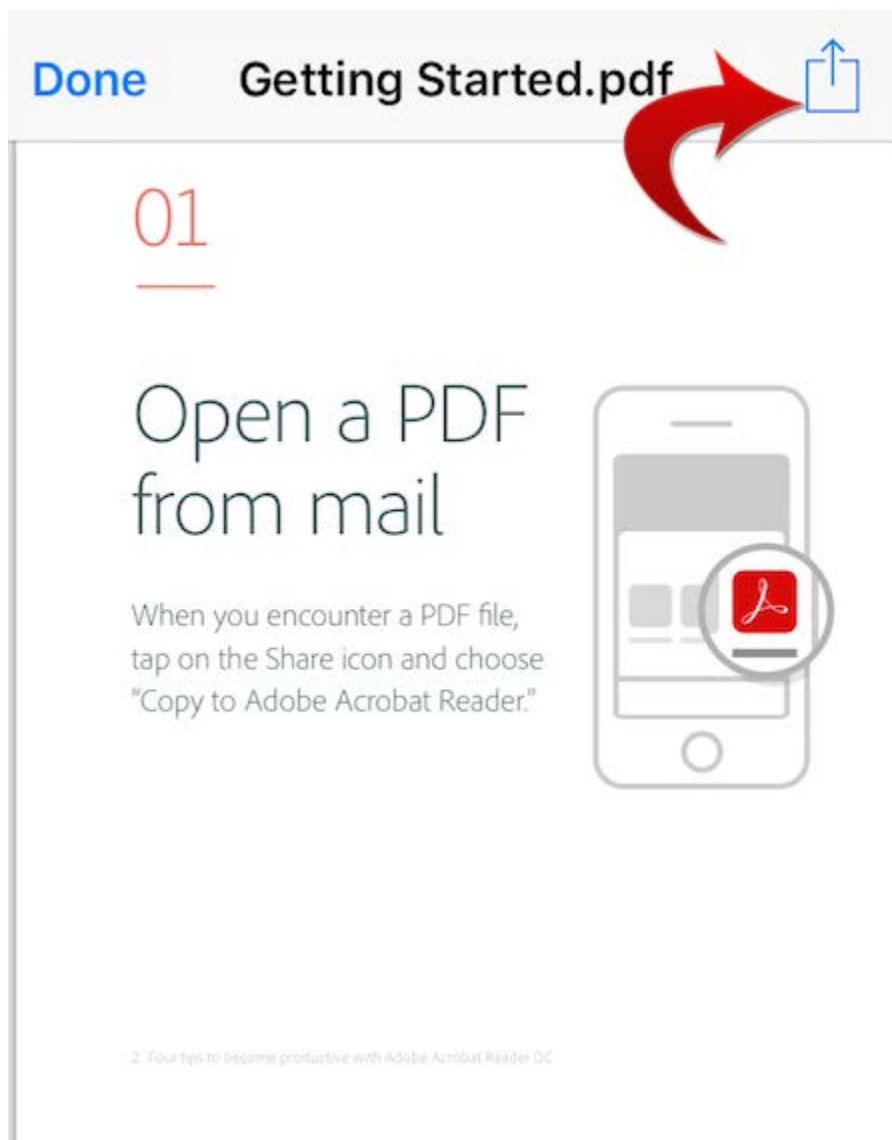 Done Getting Started.pdf
01
Open a PDF
from mail
When you encounter a PDF file,
tap on the Share icon and choose
“Copy to Adobe Acrobat Reader.”
2 Four tips to become productive with Adobe Acrobat Reader DC